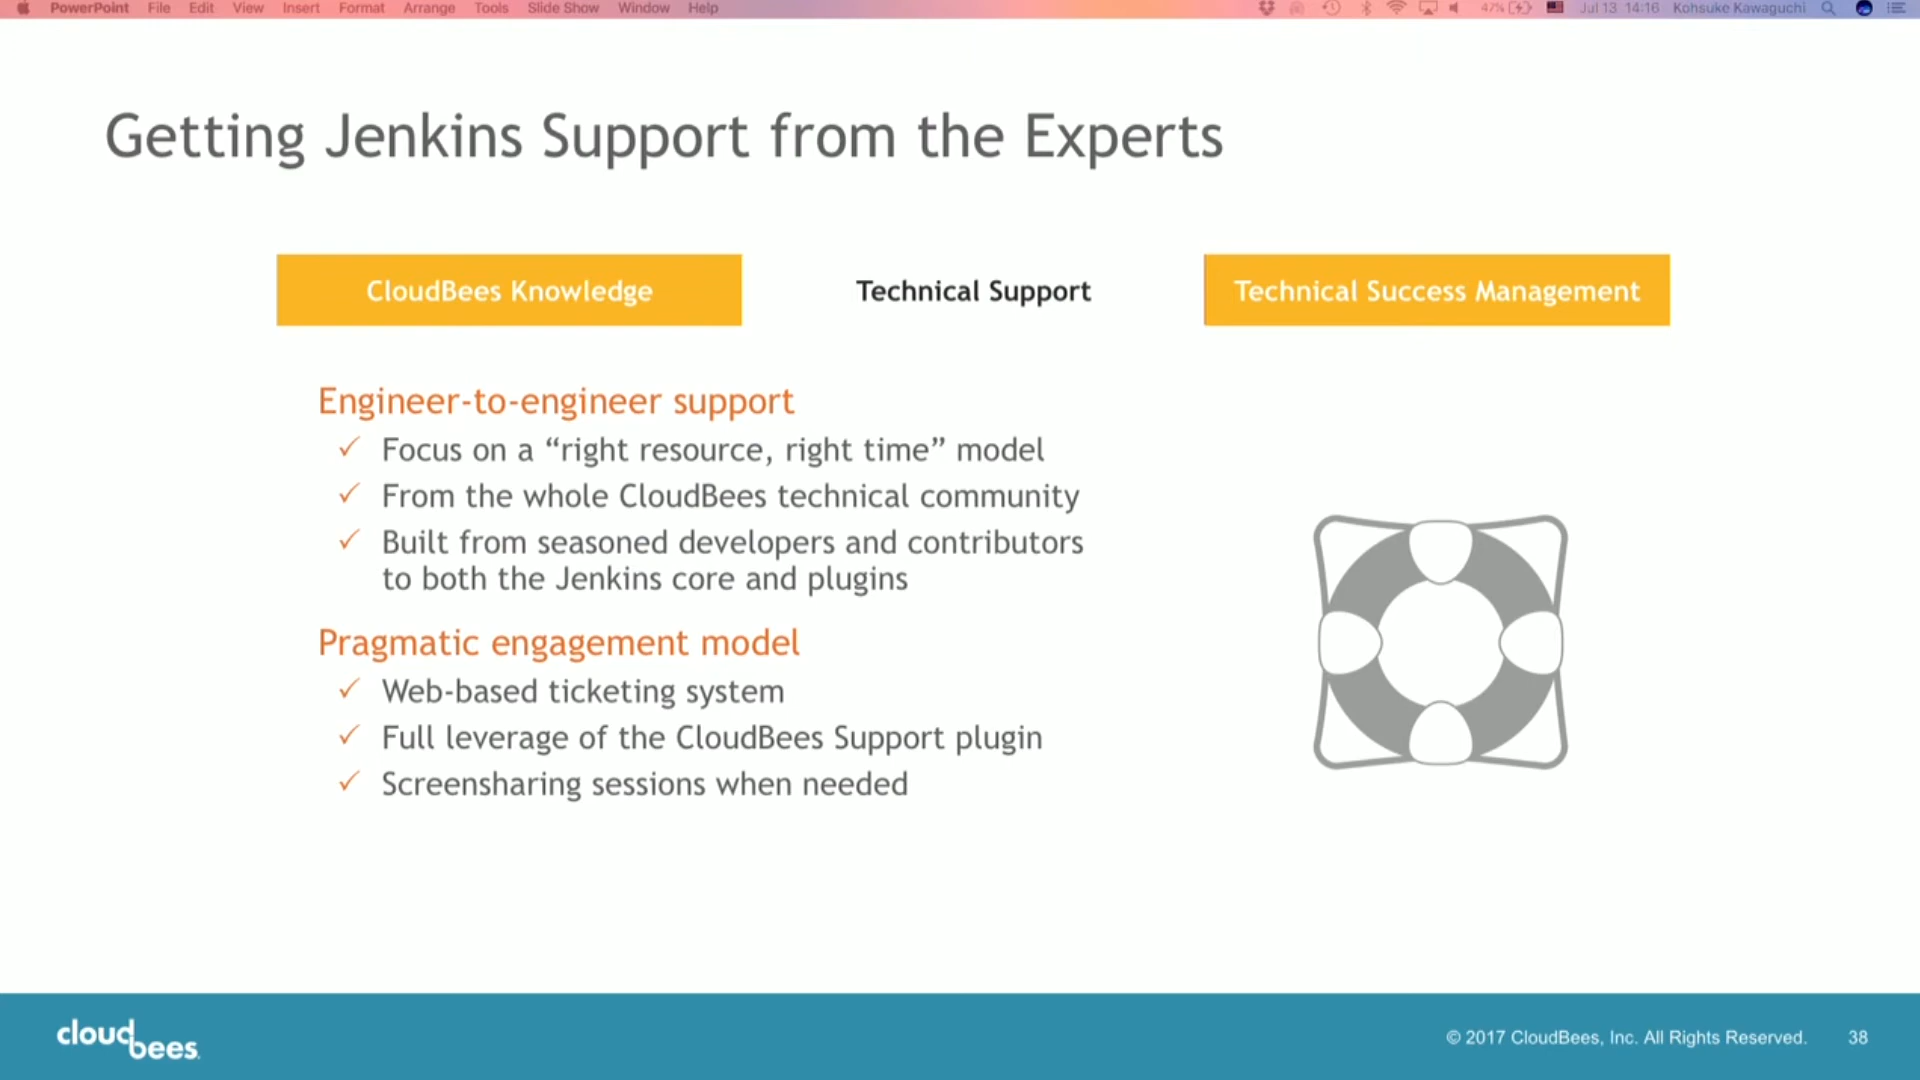 PowerPoint File Edit View Insert Format Arrange Tools Slide Show Window Help 47% Jul 13 14:16 Kohsuke Kawaguchi
Getting Jenkins Support from the Experts
CloudBees Knowledge
Technical Support
Technical Success Management
Engineer-to-engineer support
✓ Focus on a “right resource, right time” model
✓ From the whole CloudBees technical community
✓ Built from seasoned developers and contributors
to both the Jenkins core and plugins
Pragmatic engagement model
✓ Web-based ticketing system
✓ Full leverage of the CloudBees Support plugin
✓ Screensharing sessions when needed
cloudbees.
© 2017 CloudBees, Inc. All Rights Reserved. 38